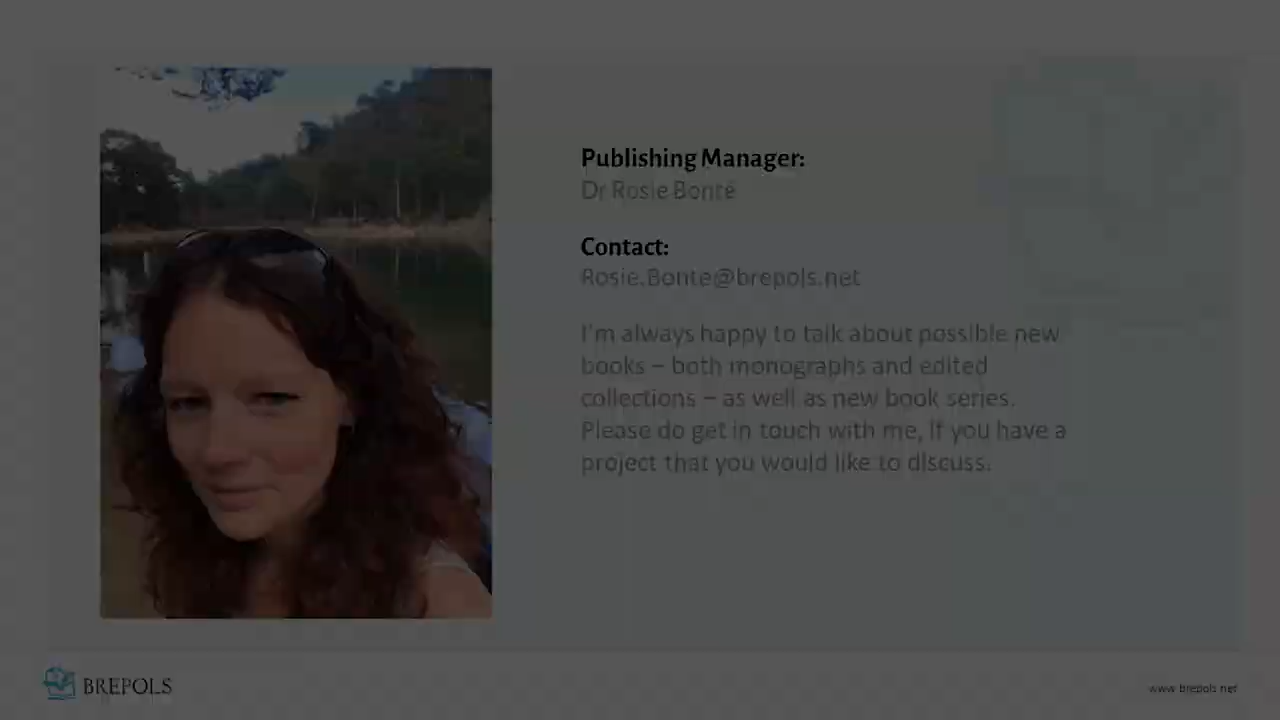 Publishing Manager:
Dr Rosie Bonté
Contact:
Rosie.Bonte@brepols.net
I'm always happy to talk about possible new
books – both monographs and edited
collections – as well as new book series.
Please do get in touch with me, if you have a
project that you would like to discuss.
BREPOLS
www.brepols.net